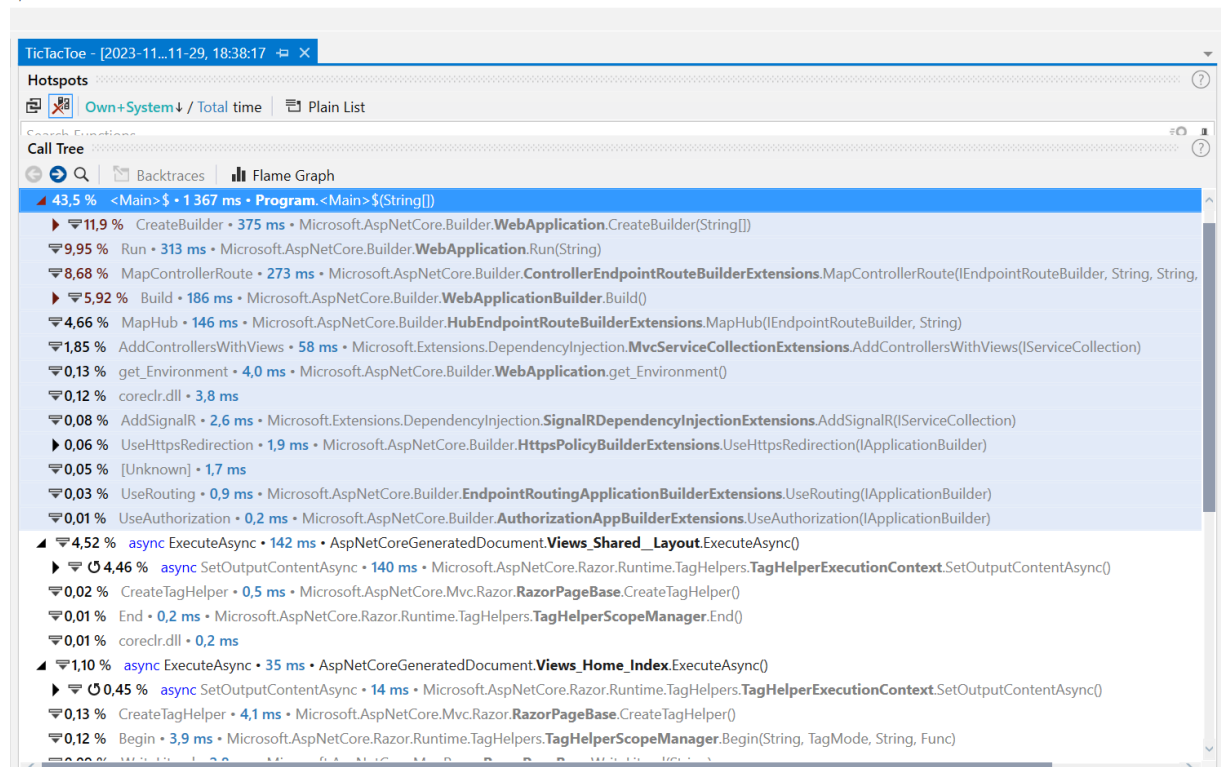 TicTacToe - [2023-11...11-29, 18:38:17
Hotspots
Own+System↓ / Total time Plain List
Search Functions
Call Tree
Backtraces Flame Graph
43,5 % <Main>$ • 1 367 ms • Program.<Main>$(String[])
11,9 % CreateBuilder • 375 ms • Microsoft.AspNetCore.Builder.WebApplication.CreateBuilder(String[])
9,95 % Run • 313 ms • Microsoft.AspNetCore.Builder.WebApplication.Run(String)
8,68 % MapControllerRoute • 273 ms • Microsoft.AspNetCore.Builder.ControllerEndpointRouteBuilderExtensions.MapControllerRoute(IEndpointRouteBuilder, String, String,
5,92 % Build • 186 ms • Microsoft.AspNetCore.Builder.WebApplicationBuilder.Build()
4,66 % MapHub • 146 ms • Microsoft.AspNetCore.Builder.HubEndpointRouteBuilderExtensions.MapHub(IEndpointRouteBuilder, String)
1,85 % AddControllersWithViews • 58 ms • Microsoft.Extensions.DependencyInjection.MvcServiceCollectionExtensions.AddControllersWithViews(IServiceCollection)
0,13 % get_Environment • 4,0 ms • Microsoft.AspNetCore.Builder.WebApplication.get_Environment()
0,12 % coreclr.dll • 3,8 ms
0,08 % AddSignalR • 2,6 ms • Microsoft.Extensions.DependencyInjection.SignalRDependencyInjectionExtensions.AddSignalR(IServiceCollection)
0,06 % UseHttpsRedirection • 1,9 ms • Microsoft.AspNetCore.Builder.HttpsPolicyBuilderExtensions.UseHttpsRedirection(IApplicationBuilder)
0,05 % [Unknown] • 1,7 ms
0,03 % UseRouting • 0,9 ms • Microsoft.AspNetCore.Builder.EndpointRoutingApplicationBuilderExtensions.UseRouting(IApplicationBuilder)
0,01 % UseAuthorization • 0,2 ms • Microsoft.AspNetCore.Builder.AuthorizationAppBuilderExtensions.UseAuthorization(IApplicationBuilder)
4,52 % async ExecuteAsync • 142 ms • AspNetCoreGeneratedDocument.Views_Shared__Layout.ExecuteAsync()
4,46 % async SetOutputContentAsync • 140 ms • Microsoft.AspNetCore.Razor.Runtime.TagHelpers.TagHelperExecutionContext.SetOutputContentAsync()
0,02 % CreateTagHelper • 0,5 ms • Microsoft.AspNetCore.Mvc.Razor.RazorPageBase.CreateTagHelper()
0,01 % End • 0,2 ms • Microsoft.AspNetCore.Razor.Runtime.TagHelpers.TagHelperScopeManager.End()
0,01 % coreclr.dll • 0,2 ms
1,10 % async ExecuteAsync • 35 ms • AspNetCoreGeneratedDocument.Views_Home_Index.ExecuteAsync()
0,45 % async SetOutputContentAsync • 14 ms • Microsoft.AspNetCore.Razor.Runtime.TagHelpers.TagHelperExecutionContext.SetOutputContentAsync()
0,13 % CreateTagHelper • 4,1 ms • Microsoft.AspNetCore.Mvc.Razor.RazorPageBase.CreateTagHelper()
0,12 % Begin • 3,9 ms • Microsoft.AspNetCore.Razor.Runtime.TagHelpers.TagHelperScopeManager.Begin(String, TagMode, String, Func)